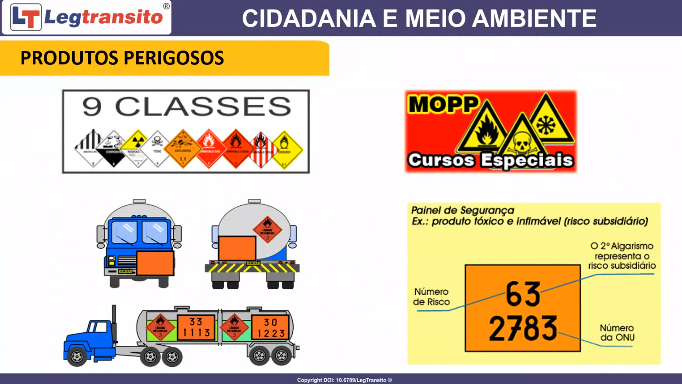 LT Legtransito®
CIDADANIA E MEIO AMBIENTE
PRODUTOS PERIGOSOS
9 CLASSES
MOPP
Cursos Especiais
Painel de Segurança
Ex.: produto tóxico e inflmável (risco subsidiário)
O 2º Algarismo
representa o
risco subsidiário
Número
de Risco
63
2783
Número
da ONU
33
1113
30
1223
Copyright DOI: 10.0789/LegTransito ®